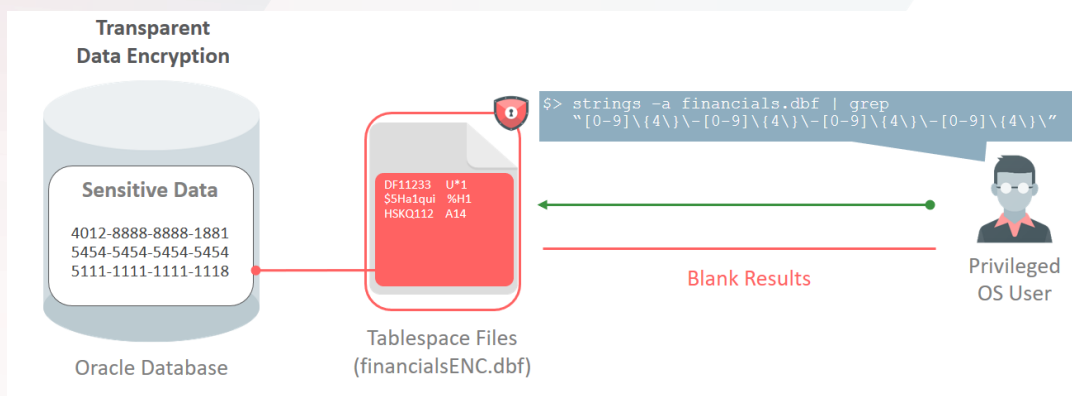 Transparent
Data Encryption
Sensitive Data
4012-8888-8888-1881
5454-5454-5454-5454
5111-1111-1111-1118
Oracle Database
DF11233 U*1
$5Ha1qui %H1
HSKQ112 A14
Tablespace Files
(financialsENC.dbf)
$> strings –a financials.dbf | grep
“[0-9]\{4\}\-[0-9]\{4\}\-[0-9]\{4\}\-[0-9]\{4\}\”
Blank Results
Privileged
OS User